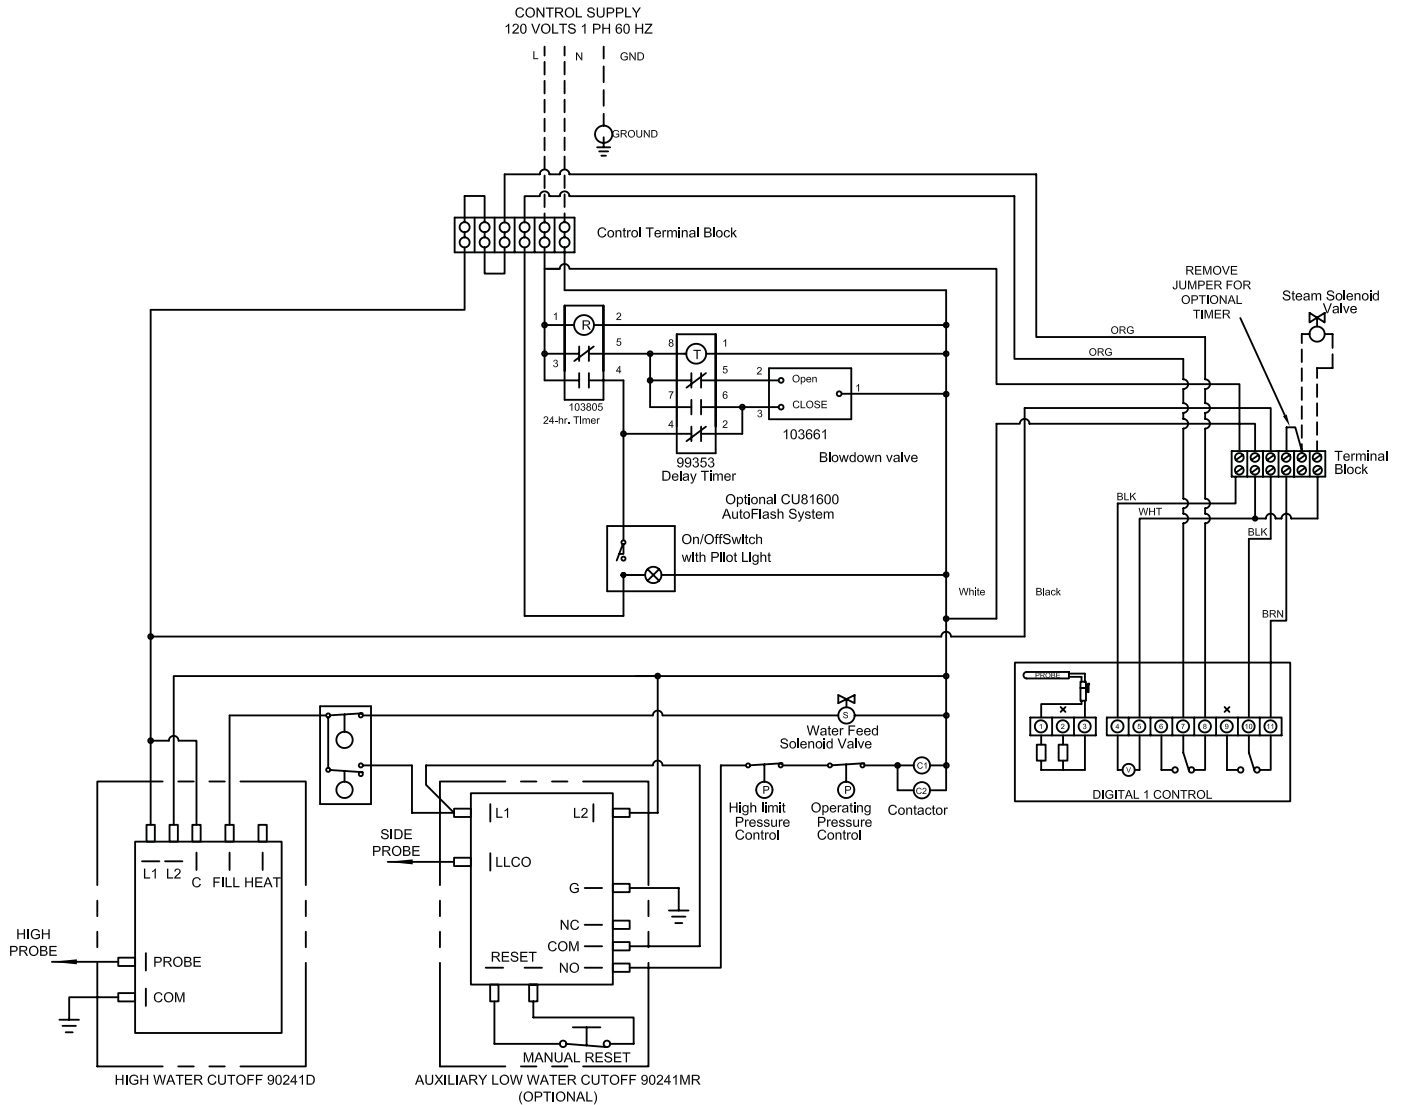 CONTROL SUPPLY
120 VOLTS 1 PH 60 HZ
L
N
GND
GROUND
Control Terminal Block
REMOVE
JUMPER FOR
OPTIONAL
TIMER
Steam Solenoid
Valve
ORG
ORG
1
R
2
3
5
4
103805
24-hr. Timer
8
T
1
5
7
6
4
2
99353
Delay Timer
2
Open
1
3
CLOSE
103661
Blowdown valve
Optional CU81600
AutoFlash System
Terminal
Block
BLK
WHT
BLK
BRN
On/OffSwitch
with Pilot Light
White
Black
PROBE
1
2
3
4
5
6
7
8
9
10
11
V
DIGITAL 1 CONTROL
S
Water Feed
Solenoid Valve
P
High limit
Pressure
Control
P
Operating
Pressure
Control
C1
C2
Contactor
SIDE
PROBE
L1
L2
LLCO
G
NC
COM
NO
RESET
MANUAL RESET
AUXILIARY LOW WATER CUTOFF 90241MR
(OPTIONAL)
L1
L2
C
FILL
HEAT
HIGH
PROBE
PROBE
COM
HIGH WATER CUTOFF 90241D